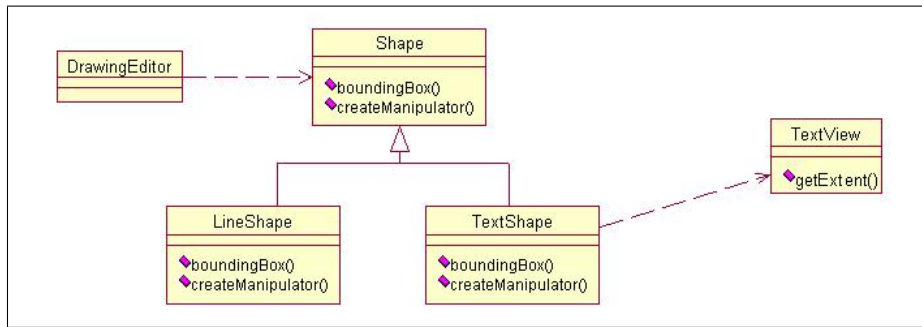 DrawingEditor
Shape
boundingBox()
createManipulator()
TextView
getExtent()
LineShape
boundingBox()
createManipulator()
TextShape
boundingBox()
createManipulator()